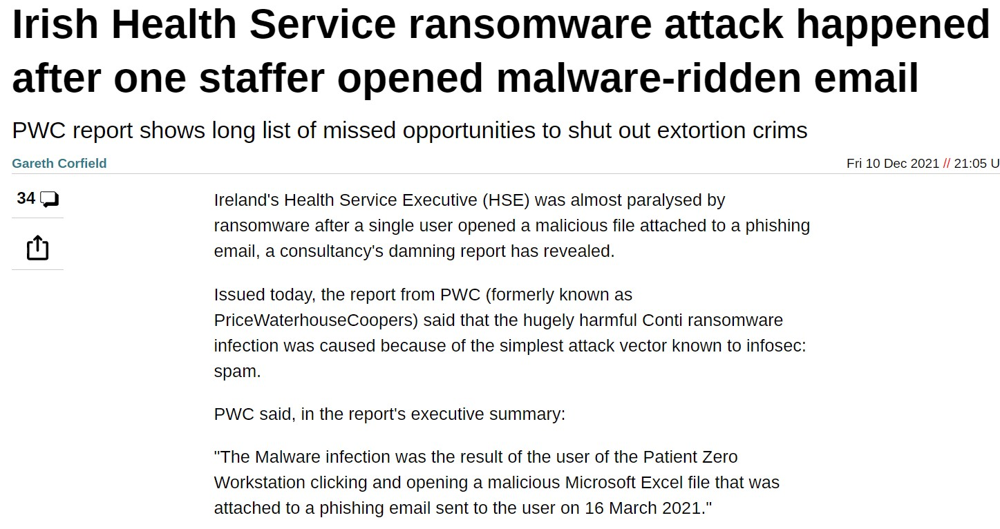 Irish Health Service ransomware attack happened
after one staffer opened malware-ridden email
PWC report shows long list of missed opportunities to shut out extortion crims
Gareth Corfield
Fri 10 Dec 2021 // 21:05 U
34
Ireland's Health Service Executive (HSE) was almost paralysed by
ransomware after a single user opened a malicious file attached to a phishing
email, a consultancy's damning report has revealed.
Issued today, the report from PWC (formerly known as
PriceWaterhouseCoopers) said that the hugely harmful Conti ransomware
infection was caused because of the simplest attack vector known to infosec:
spam.
PWC said, in the report's executive summary:
"The Malware infection was the result of the user of the Patient Zero
Workstation clicking and opening a malicious Microsoft Excel file that was
attached to a phishing email sent to the user on 16 March 2021."